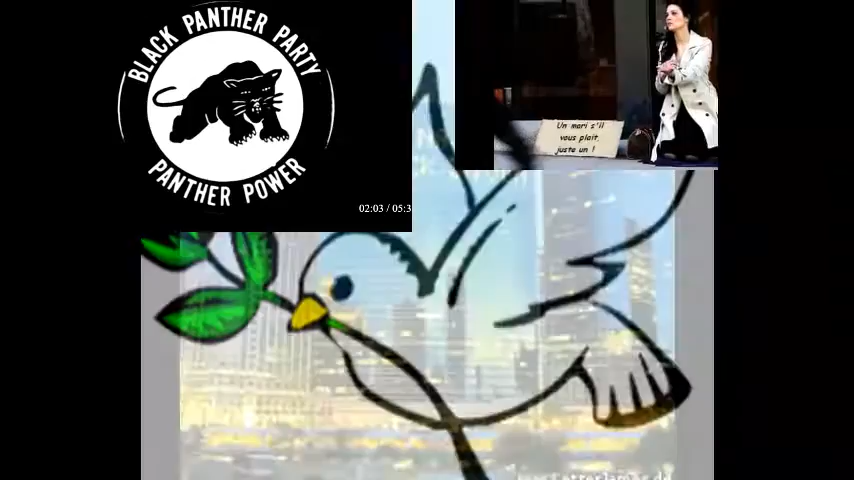 BLACK PANTHER PARTY
PANTHER POWER
02:03 / 05:3
Un mari s'il
vous plait,
juste un !